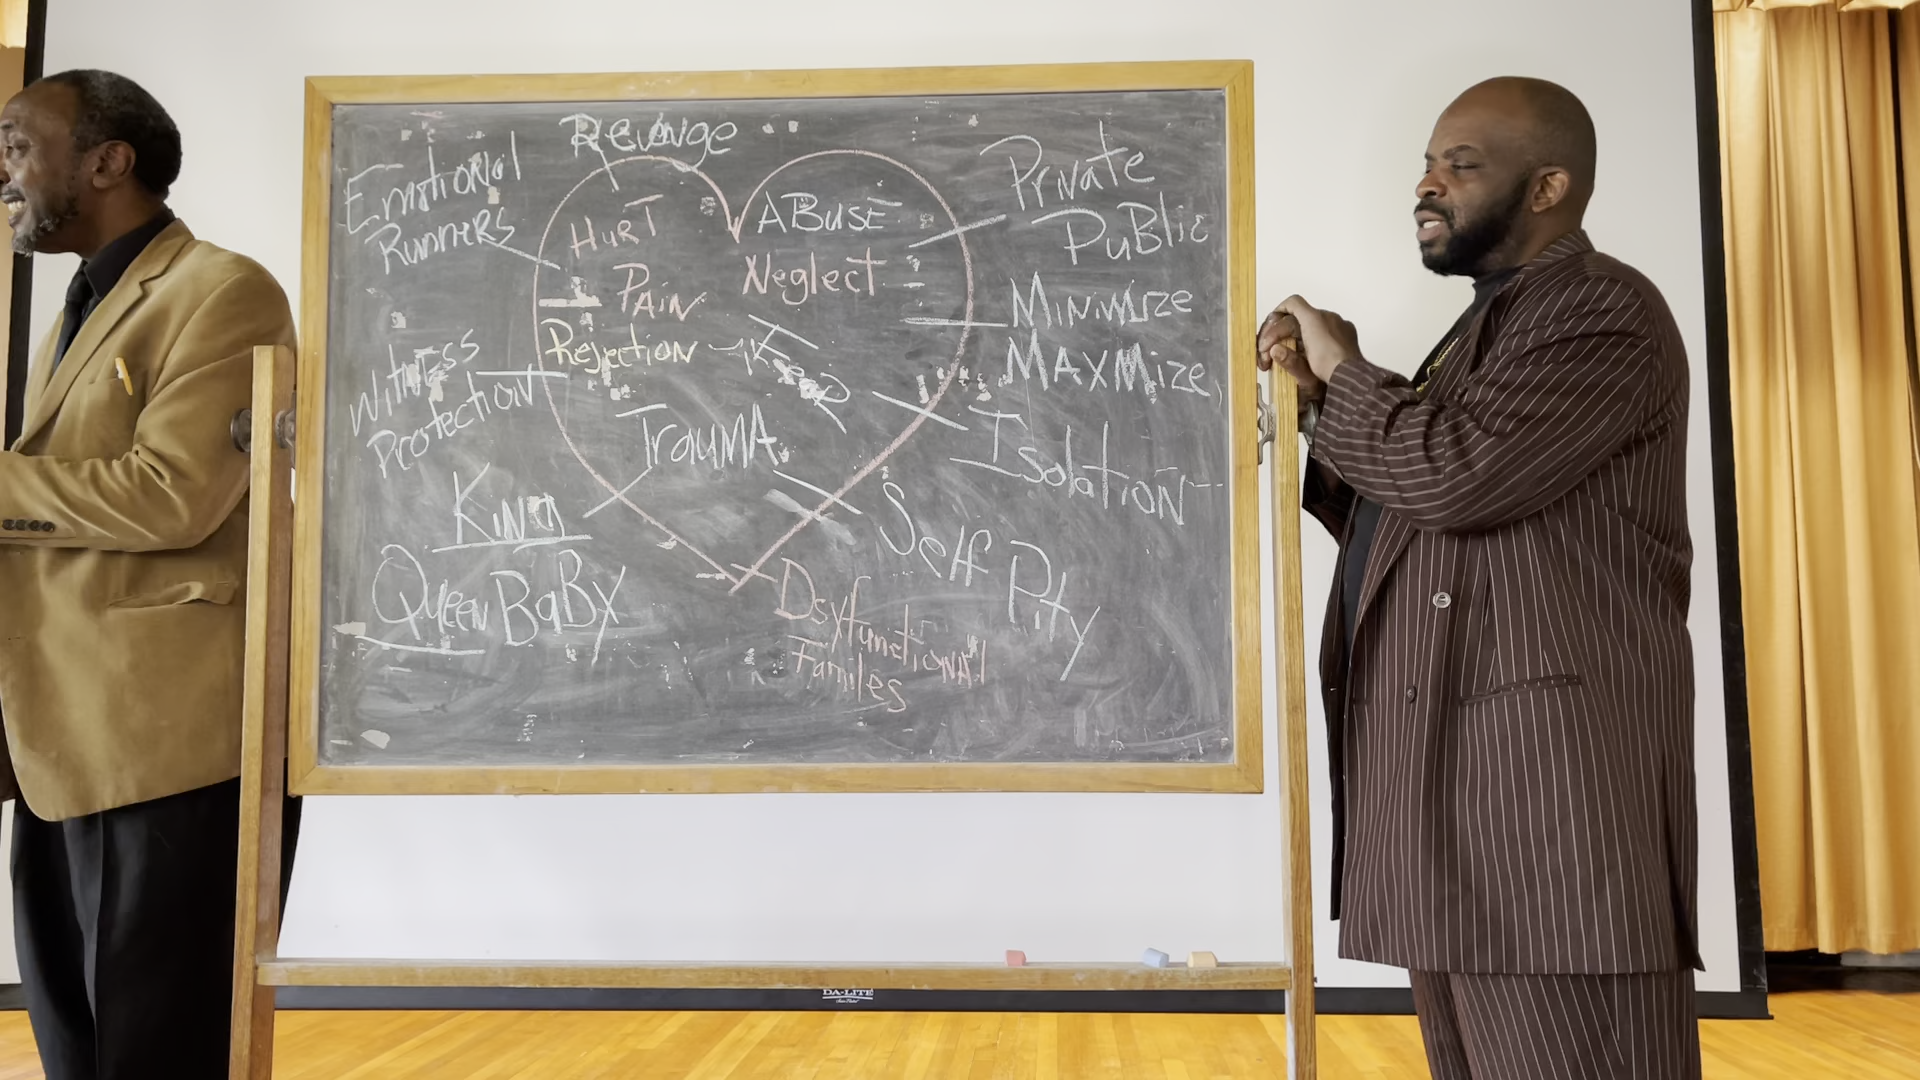 Revenge
Emotional
Runners
HURT
PAIN
Rejection
ABUSE
Neglect
TrauMA
Private
PuBlic
MiNiMize
MAXMize
Isolation
Self Pity
Witness
Protection
King
Queen BaBy
Dsyfunctional
Familes
DA-LITE